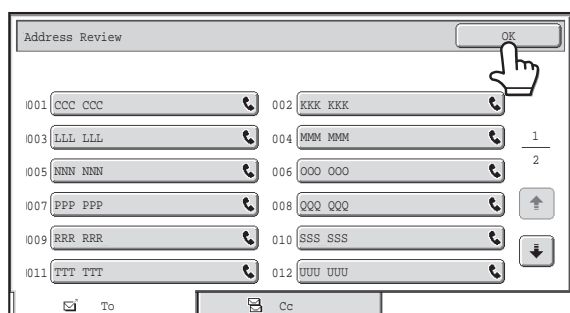 Address Review OK
001 CCC CCC 002 KKK KKK
003 LLL LLL 004 MMM MMM 1
005 NNN NNN 006 OOO OOO 2
007 PPP PPP 008 QQQ QQQ
009 RRR RRR 010 SSS SSS
011 TTT TTT 012 UUU UUU
To Cc